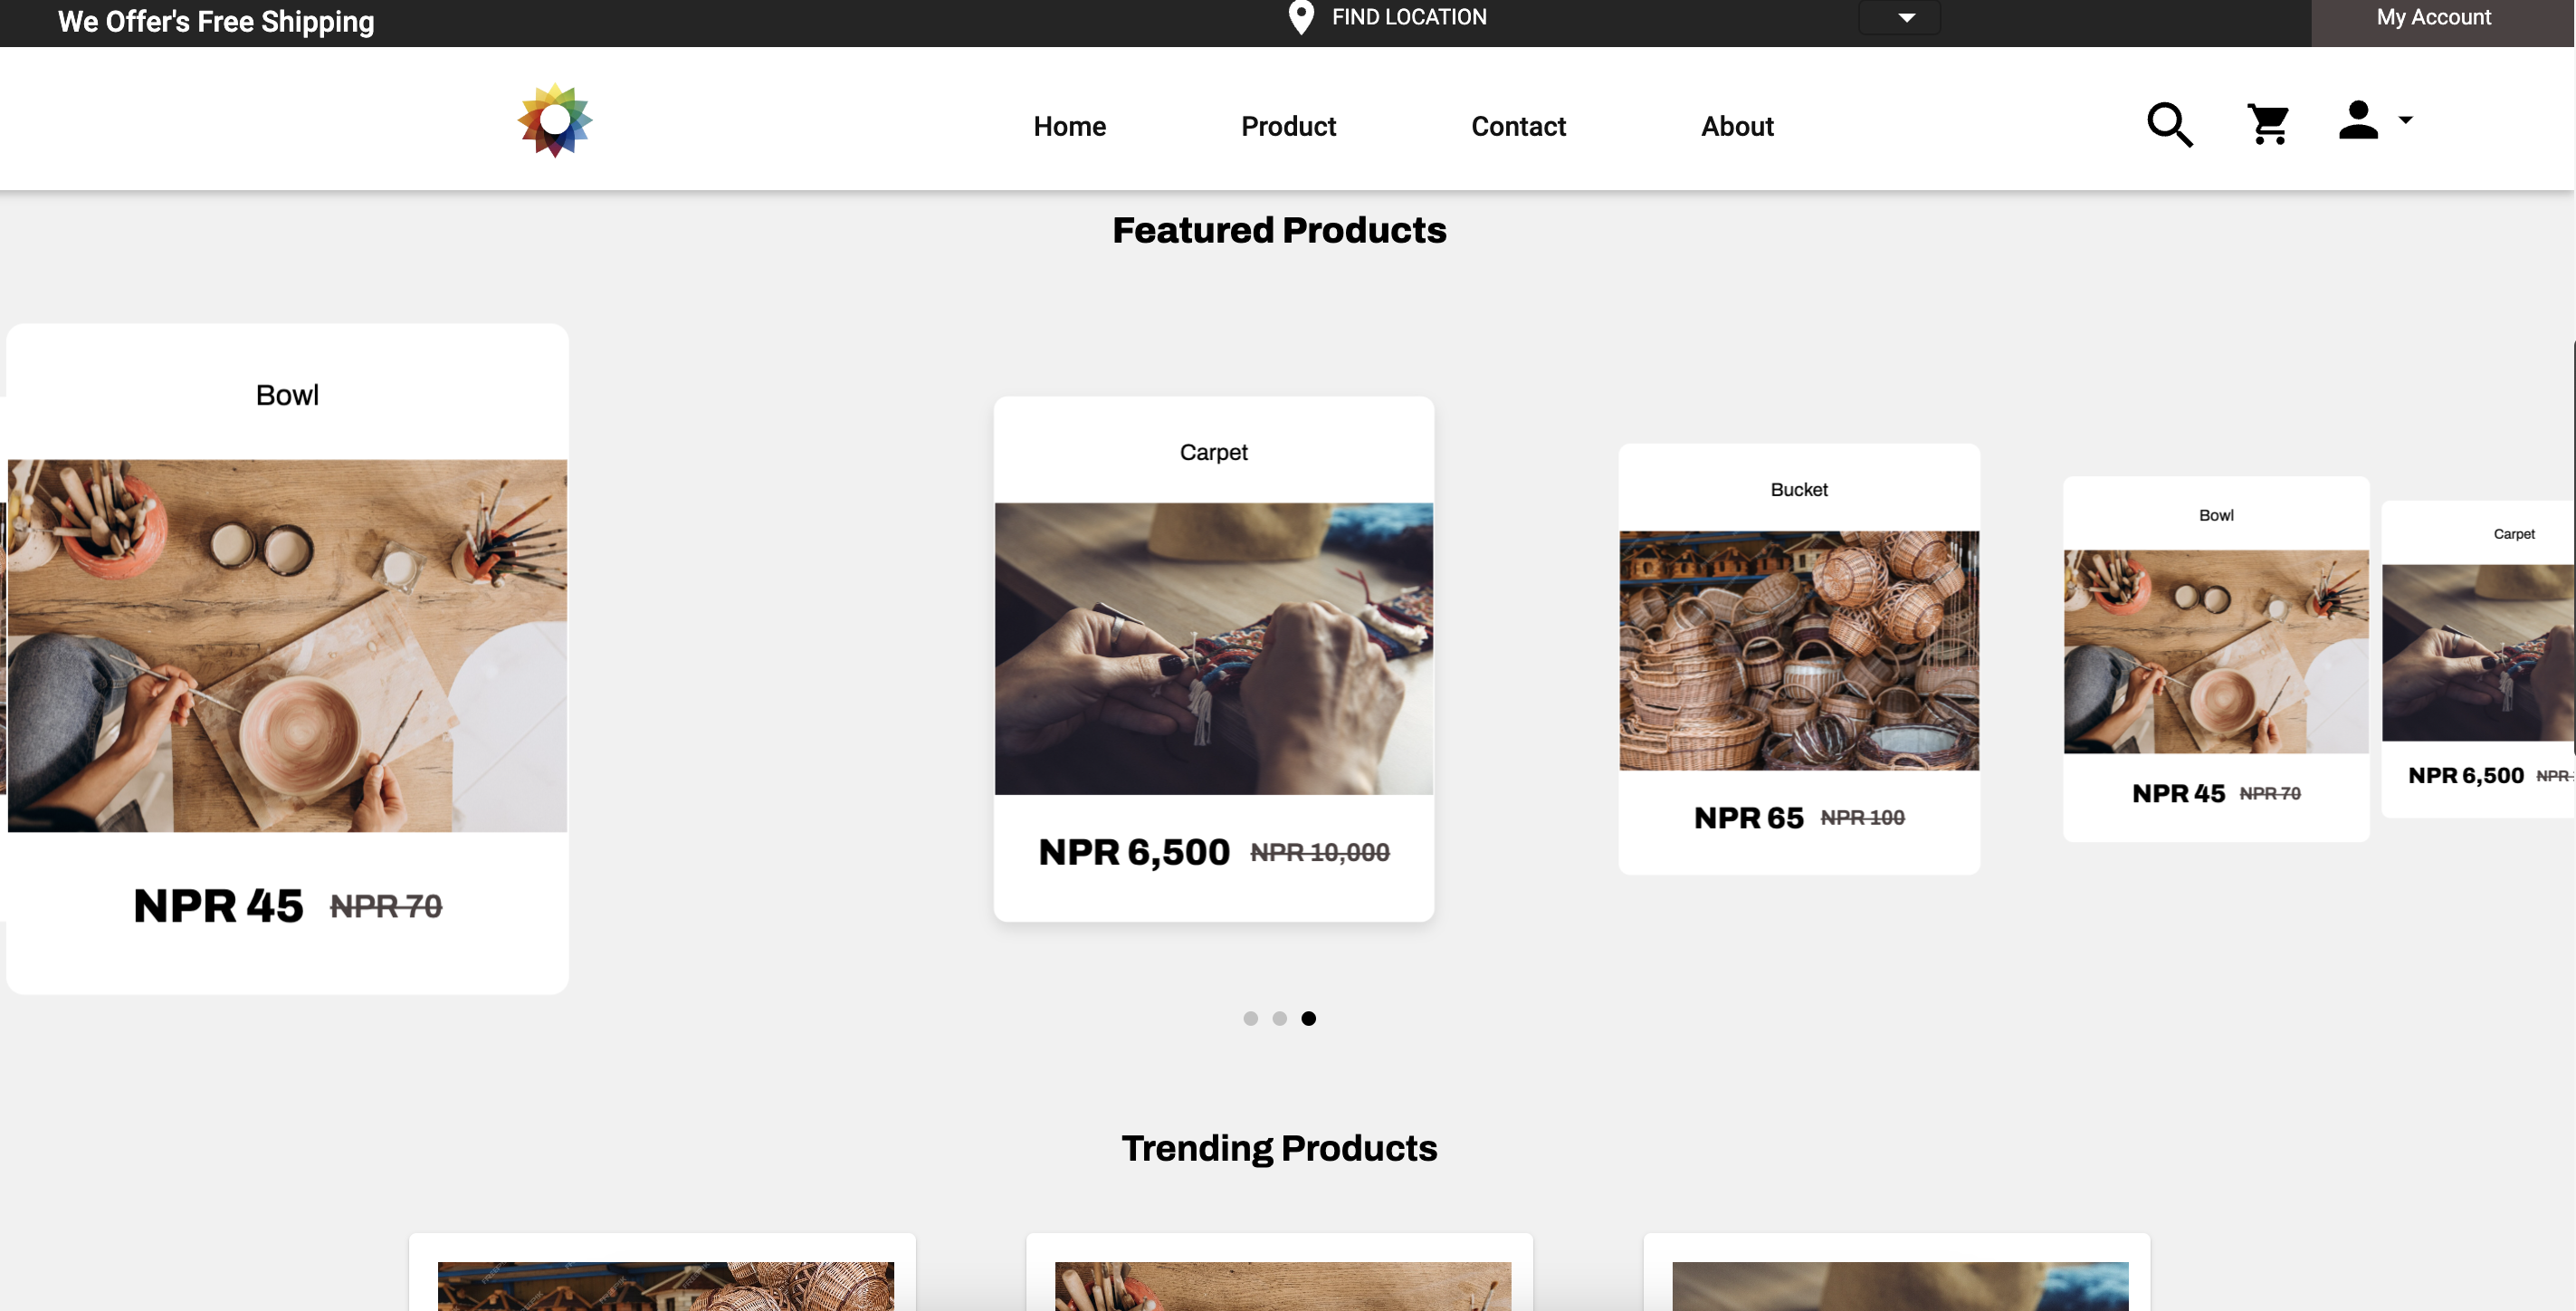 We Offer's Free Shipping
FIND LOCATION
My Account
Home
Product
Contact
About
Featured Products
Bowl
NPR 45 NPR 70
Carpet
NPR 6,500 NPR 10,000
Bucket
NPR 65 NPR 100
Bowl
NPR 45 NPR 70
Carpet
NPR 6,500 NPR
Trending Products